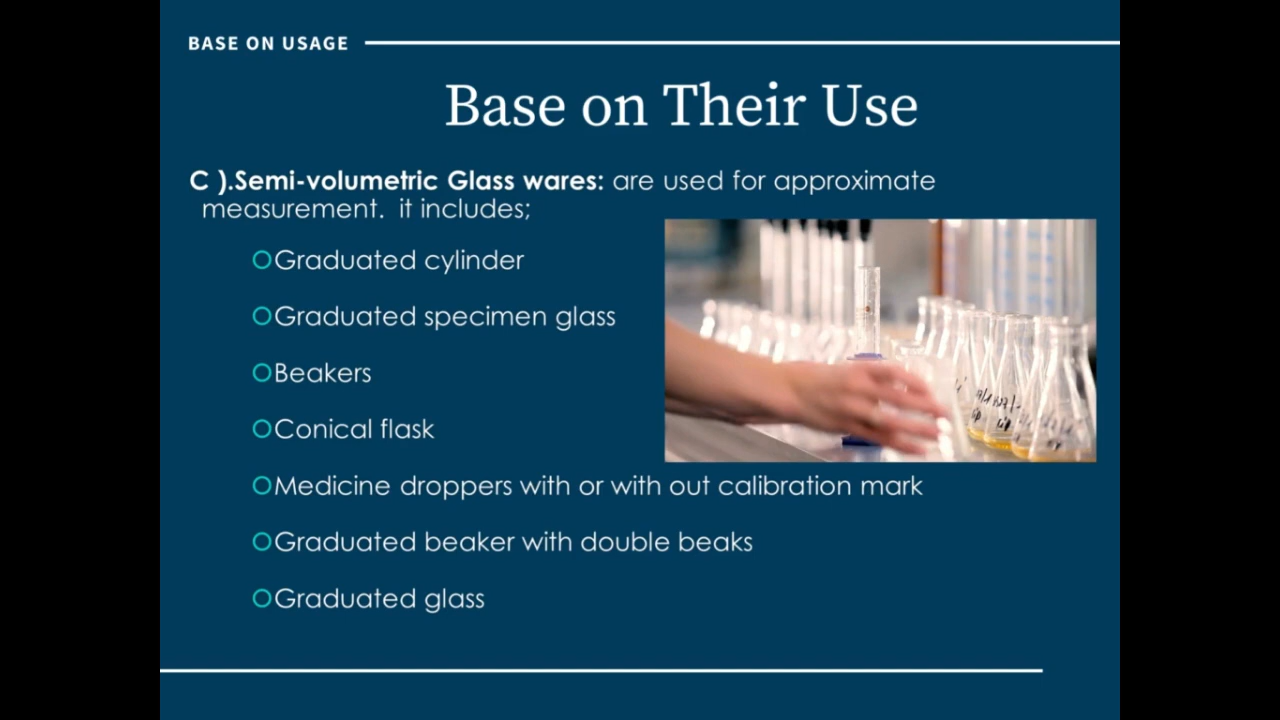 BASE ON USAGE
Base on Their Use
C ).Semi-volumetric Glass wares: are used for approximate
measurement. it includes;
Graduated cylinder
Graduated specimen glass
Beakers
Conical flask
Medicine droppers with or with out calibration mark
Graduated beaker with double beaks
Graduated glass